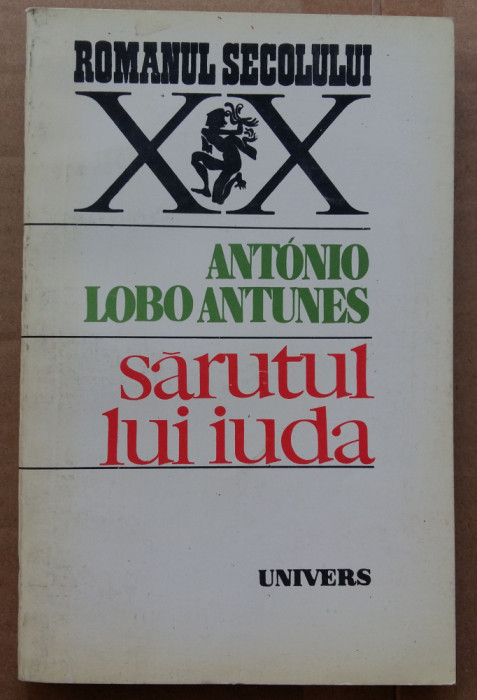 ROMANUL SECOLULUI
XX
ANTÓNIO
LOBO ANTUNES
sărutul
lui iuda
UNIVERS